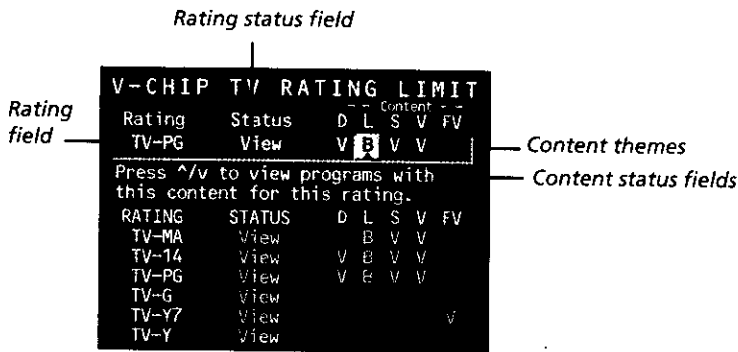 Rating status field
V-CHIP TV RATING LIMIT
Rating field
- - Content - -
Rating Status D L S V FV
TV-PG View V B V V
Content themes
Press ^/v to view programs with
Content status fields
this content for this rating.
RATING STATUS D L S V FV
TV-MA View B V V
TV-14 View V B V V
TV-PG View V B V V
TV-G View
TV-Y7 View V
TV-Y View